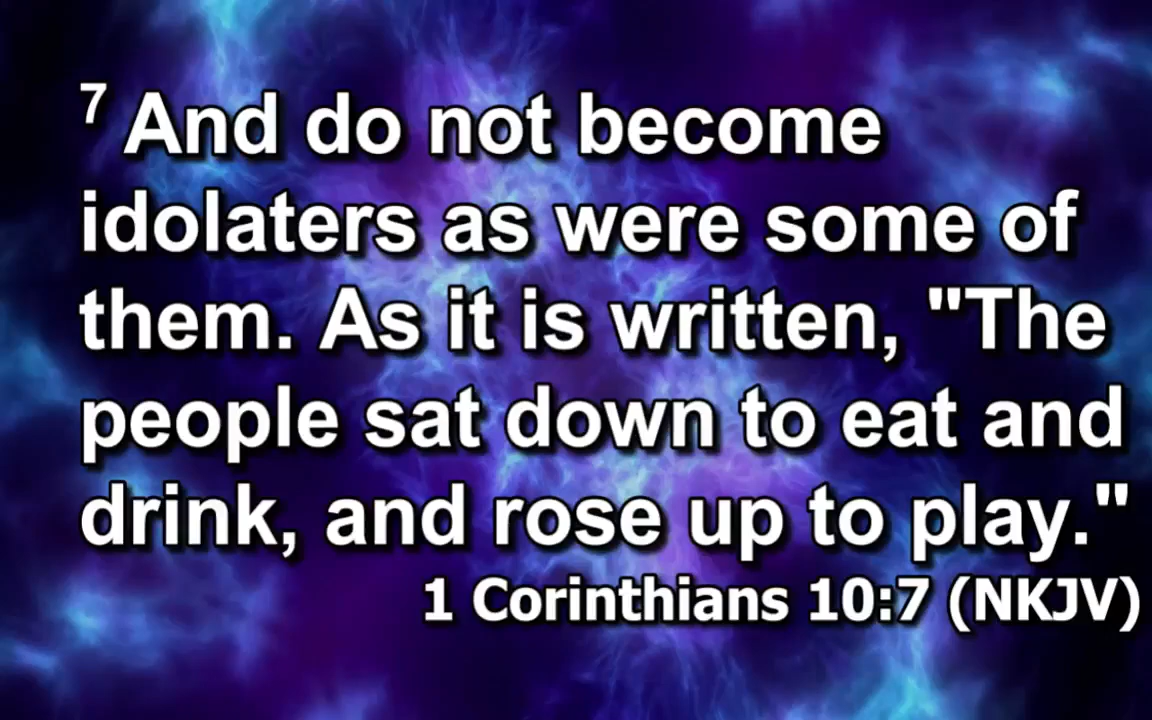 7 And do not become
idolaters as were some of
them. As it is written, "The
people sat down to eat and
drink, and rose up to play."
1 Corinthians 10:7 (NKJV)